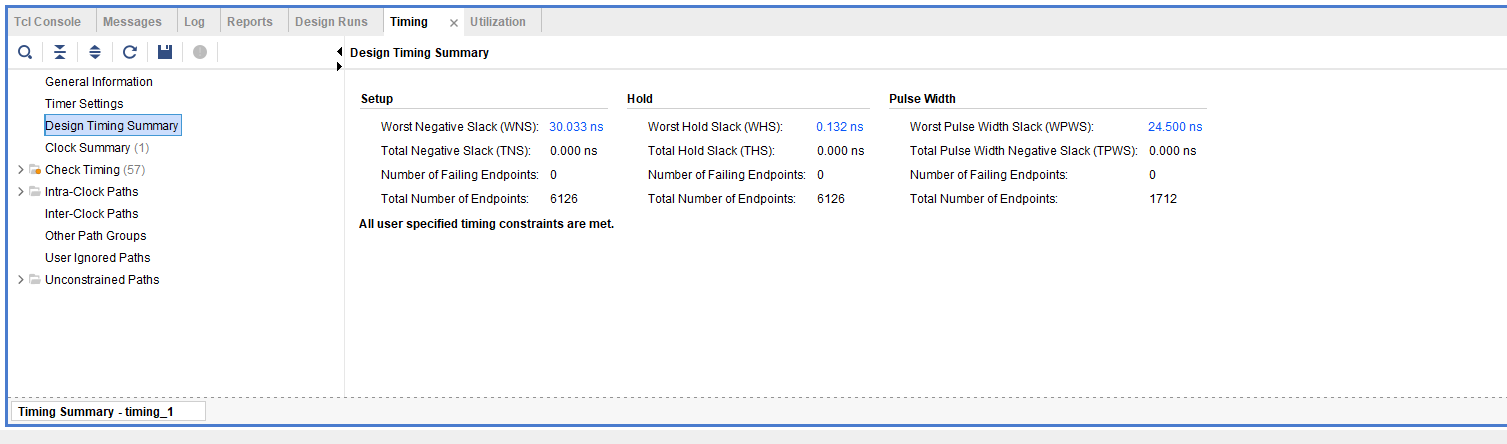 Tcl Console Messages Log Reports Design Runs Timing × Utilization
Design Timing Summary
General Information
Timer Settings
Design Timing Summary
Clock Summary (1)
Check Timing (57)
Intra-Clock Paths
Inter-Clock Paths
Other Path Groups
User Ignored Paths
Unconstrained Paths
Setup Hold Pulse Width
Worst Negative Slack (WNS): 30.033 ns Worst Hold Slack (WHS): 0.132 ns Worst Pulse Width Slack (WPWS): 24.500 ns
Total Negative Slack (TNS): 0.000 ns Total Hold Slack (THS): 0.000 ns Total Pulse Width Negative Slack (TPWS): 0.000 ns
Number of Failing Endpoints: 0 Number of Failing Endpoints: 0 Number of Failing Endpoints: 0
Total Number of Endpoints: 6126 Total Number of Endpoints: 6126 Total Number of Endpoints: 1712
All user specified timing constraints are met.
Timing Summary - timing_1